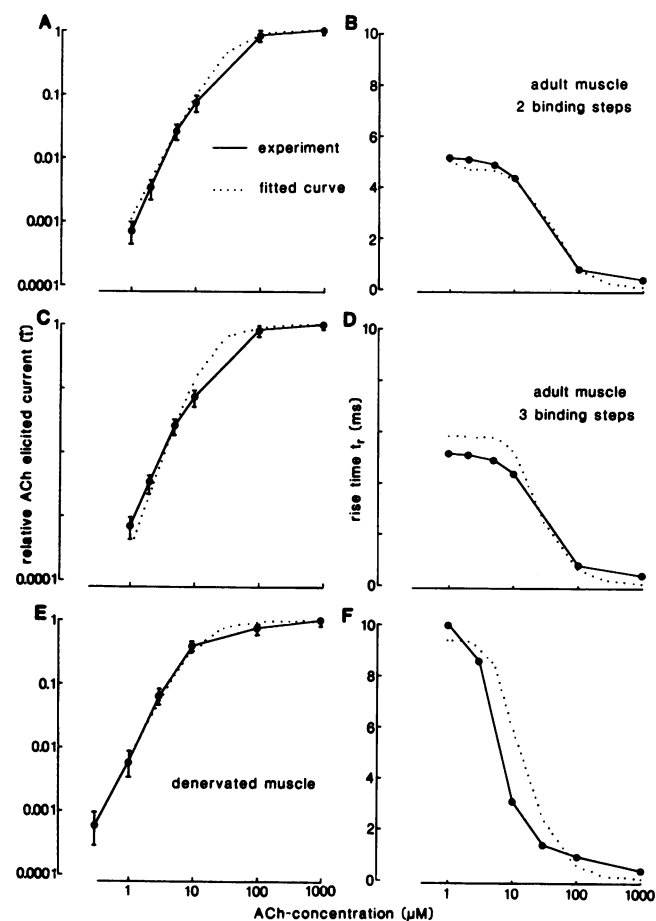 A
B
1
0.1
0.01
0.001
0.0001
experiment
fitted curve
10
8
6
4
2
0
adult muscle
2 binding steps
C
D
1
0.0001
relative ACh elicited current (î)
10
0
rise time tr (ms)
adult muscle
3 binding steps
E
F
1
0.1
0.01
0.001
0.0001
denervated muscle
1 10 100 1000
10
8
6
4
2
0
1 10 100 1000
ACh-concentration (μM)